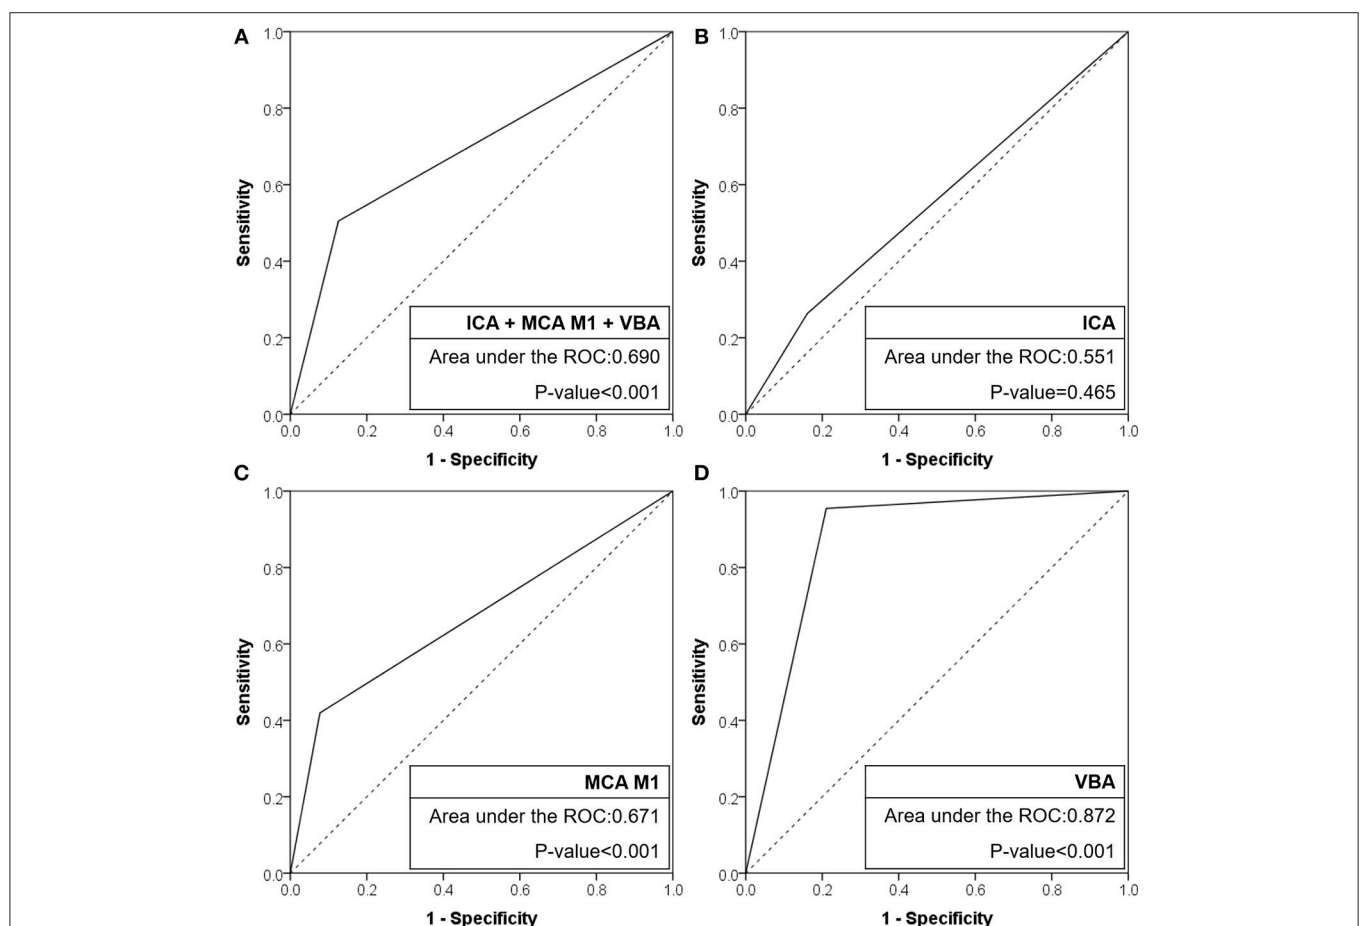 A
Sensitivity
1.0
0.8
0.6
0.4
0.2
0.0
ICA + MCA M1 + VBA
Area under the ROC:0.690
P-value<0.001
0.0 0.2 0.4 0.6 0.8 1.0
1 - Specificity
B
Sensitivity
1.0
0.8
0.6
0.4
0.2
0.0
ICA
Area under the ROC:0.551
P-value=0.465
0.0 0.2 0.4 0.6 0.8 1.0
1 - Specificity
C
Sensitivity
1.0
0.8
0.6
0.4
0.2
0.0
MCA M1
Area under the ROC:0.671
P-value<0.001
0.0 0.2 0.4 0.6 0.8 1.0
1 - Specificity
D
Sensitivity
1.0
0.8
0.6
0.4
0.2
0.0
VBA
Area under the ROC:0.872
P-value<0.001
0.0 0.2 0.4 0.6 0.8 1.0
1 - Specificity